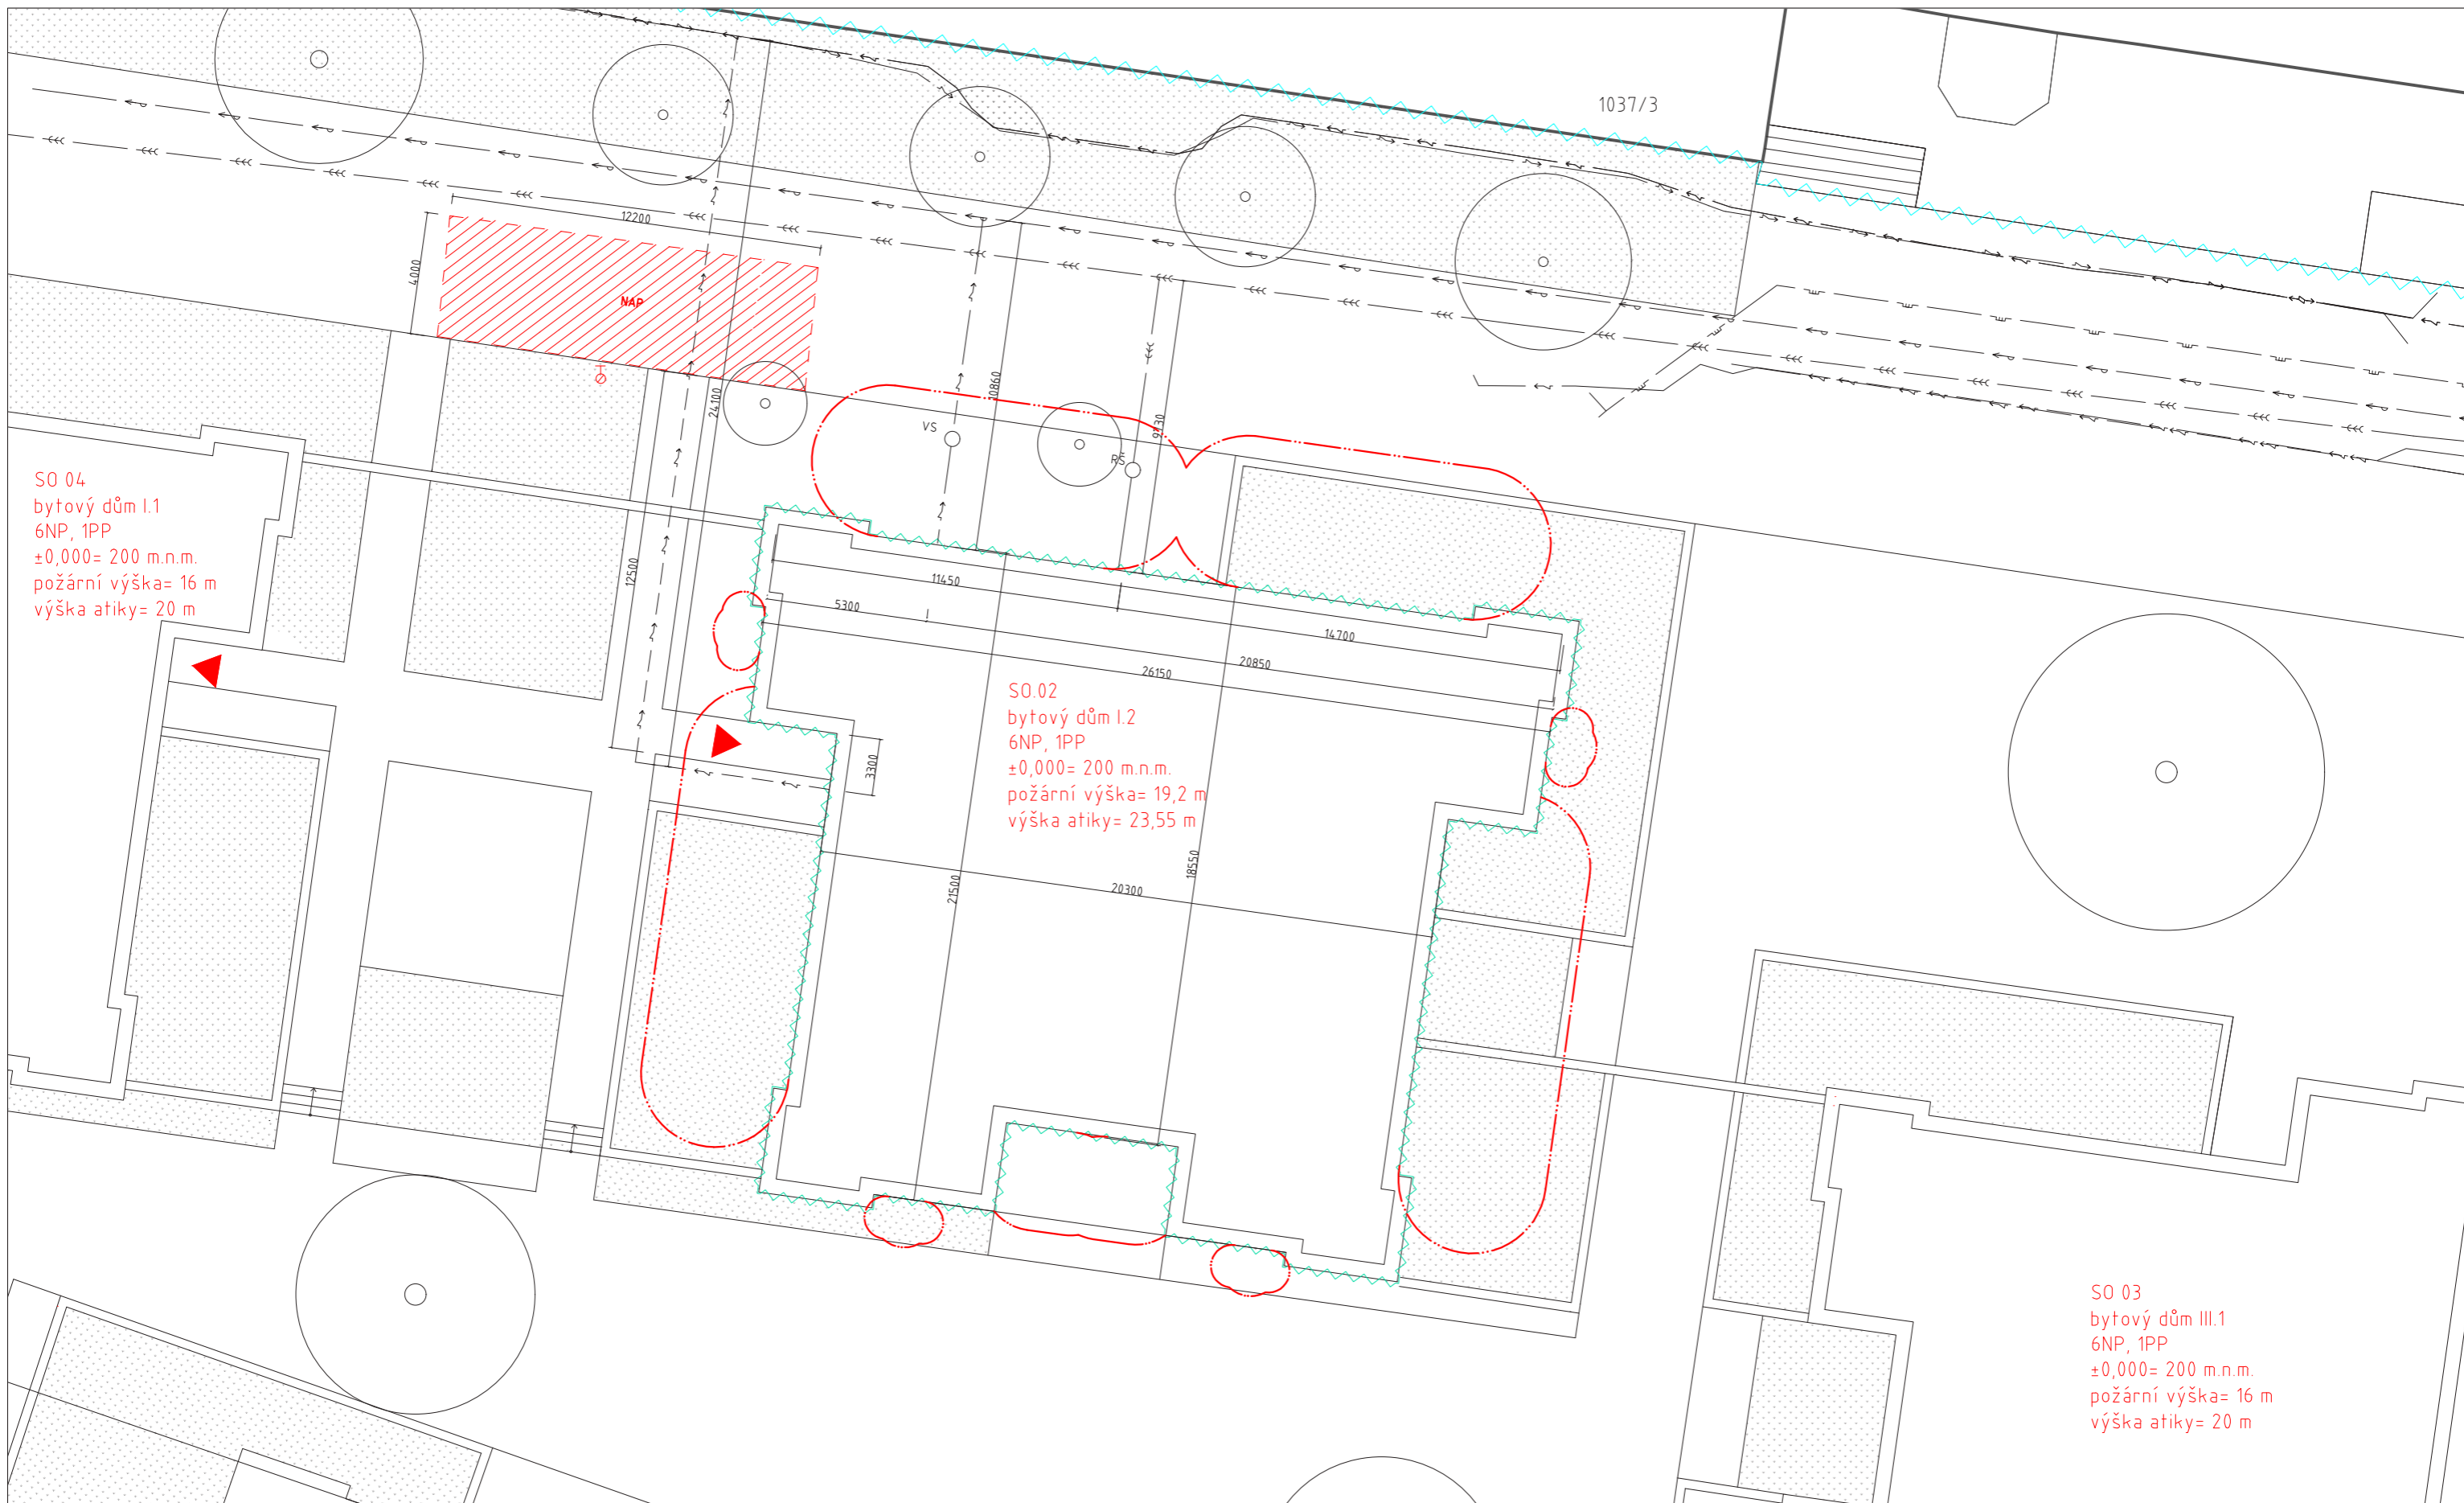 1037/3
12200
4000
NAP
24100
10860
9730
VS
RŠ
SO 04
bytový dům I.1
6NP, 1PP
±0,000= 200 m.n.m.
požární výška= 16 m
výška atiky= 20 m
12500
11450
5300
14700
20850
26150
SO.02
bytový dům I.2
6NP, 1PP
±0,000= 200 m.n.m.
požární výška= 19,2 m
výška atiky= 23,55 m
3300
21500
18550
20300
SO 03
bytový dům III.1
6NP, 1PP
±0,000= 200 m.n.m.
požární výška= 16 m
výška atiky= 20 m